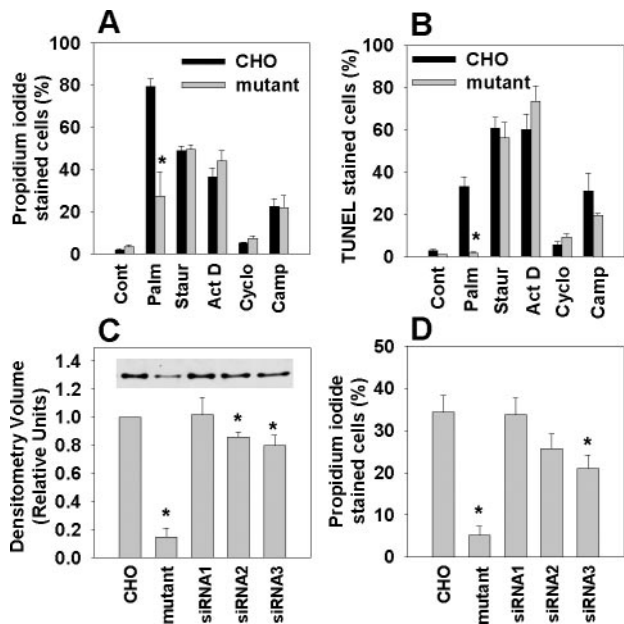 A
Propidium iodide
stained cells (%)
100
80
60
40
20
0
CHO
mutant
*
Cont
Palm
Staur
Act D
Cyclo
Camp
B
TUNEL stained cells (%)
100
80
60
40
20
0
CHO
mutant
*
Cont
Palm
Staur
Act D
Cyclo
Camp
C
Densitometry Volume
(Relative Units)
1.4
1.2
1.0
0.8
0.6
0.4
0.2
0.0
*
*
*
CHO
mutant
siRNA1
siRNA2
siRNA3
D
Propidium iodide
stained cells (%)
50
40
30
20
10
0
*
*
CHO
mutant
siRNA1
siRNA2
siRNA3